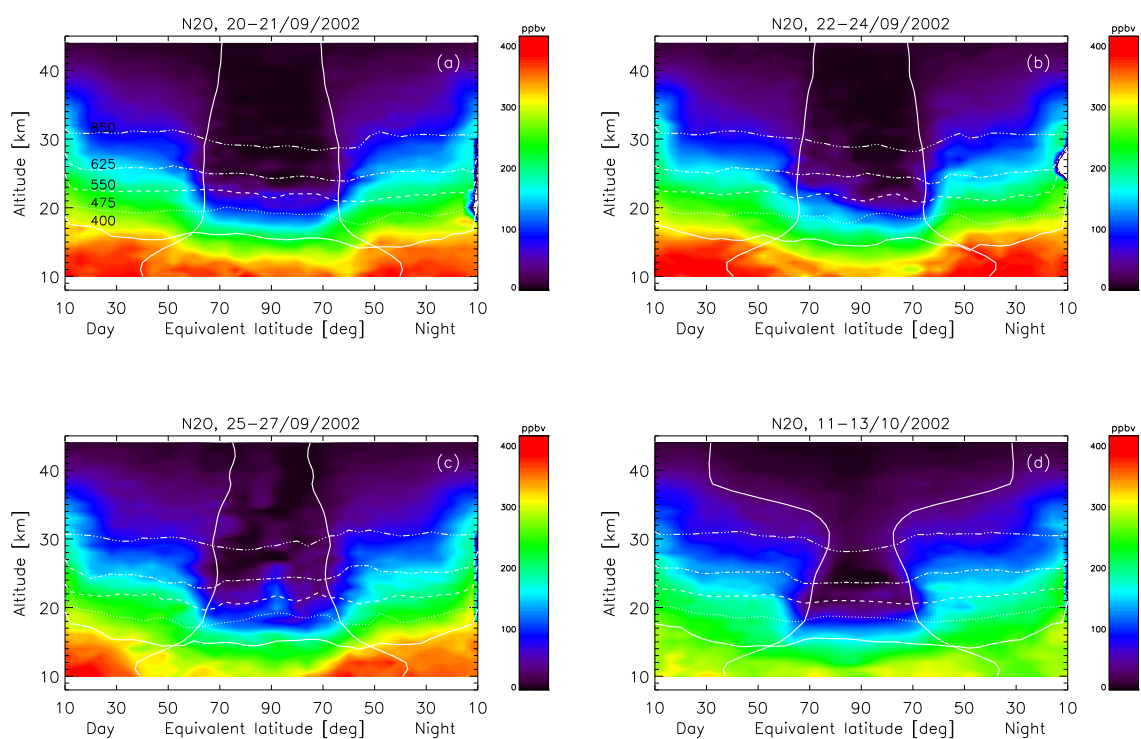 N2O, 20−21/09/2002
ppbv
(a)
400
300
200
100
0
40
30
20
10
Altitude [km]
850
625
550
475
400
10 30 50 70 90 70 50 30 10
Day Equivalent latitude [deg] Night
N2O, 22−24/09/2002
ppbv
(b)
400
300
200
100
0
40
30
20
10
Altitude [km]
10 30 50 70 90 70 50 30 10
Day Equivalent latitude [deg] Night
N2O, 25−27/09/2002
ppbv
(c)
400
300
200
100
0
40
30
20
10
Altitude [km]
10 30 50 70 90 70 50 30 10
Day Equivalent latitude [deg] Night
N2O, 11−13/10/2002
ppbv
(d)
400
300
200
100
0
40
30
20
10
Altitude [km]
10 30 50 70 90 70 50 30 10
Day Equivalent latitude [deg] Night